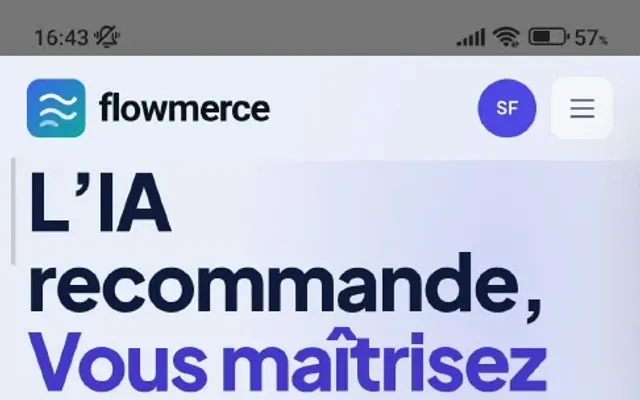 16:43
57%
flowmerce
SF
L’IA
recommande,
Vous maîtrisez